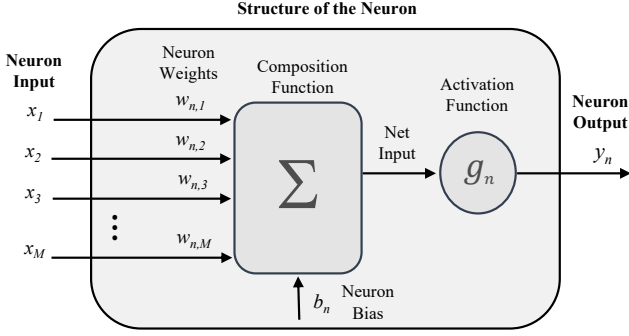 Structure of the Neuron
Neuron
Input
Neuron
Weights
Composition
Function
Activation
Function
Neuron
Output
x1
wn,1
x2
wn,2
x3
wn,3
⋮
xM
wn,M
Σ
Net
Input
gn
yn
bn
Neuron
Bias